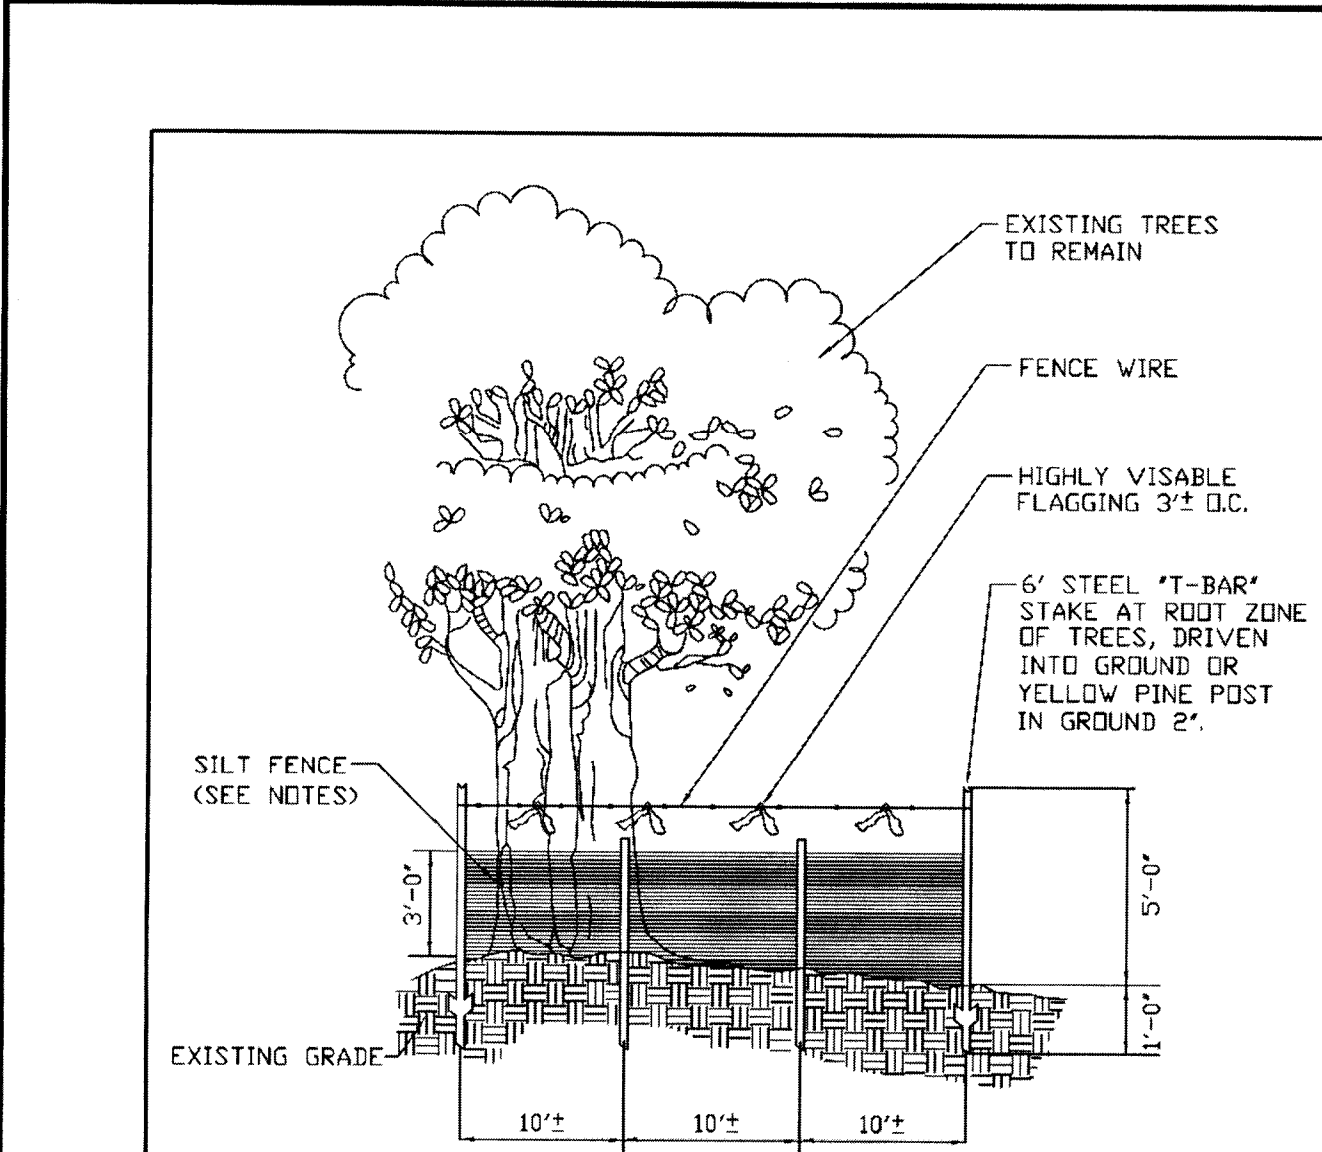 EXISTING TREES
TO REMAIN
FENCE WIRE
HIGHLY VISABLE
FLAGGING 3'± O.C.
6' STEEL "T-BAR"
STAKE AT ROOT ZONE
OF TREES, DRIVEN
INTO GROUND OR
YELLOW PINE POST
IN GROUND 2".
SILT FENCE
(SEE NOTES)
3'-0"
5'-0"
1'-0"
EXISTING GRADE
10'± 10'± 10'±